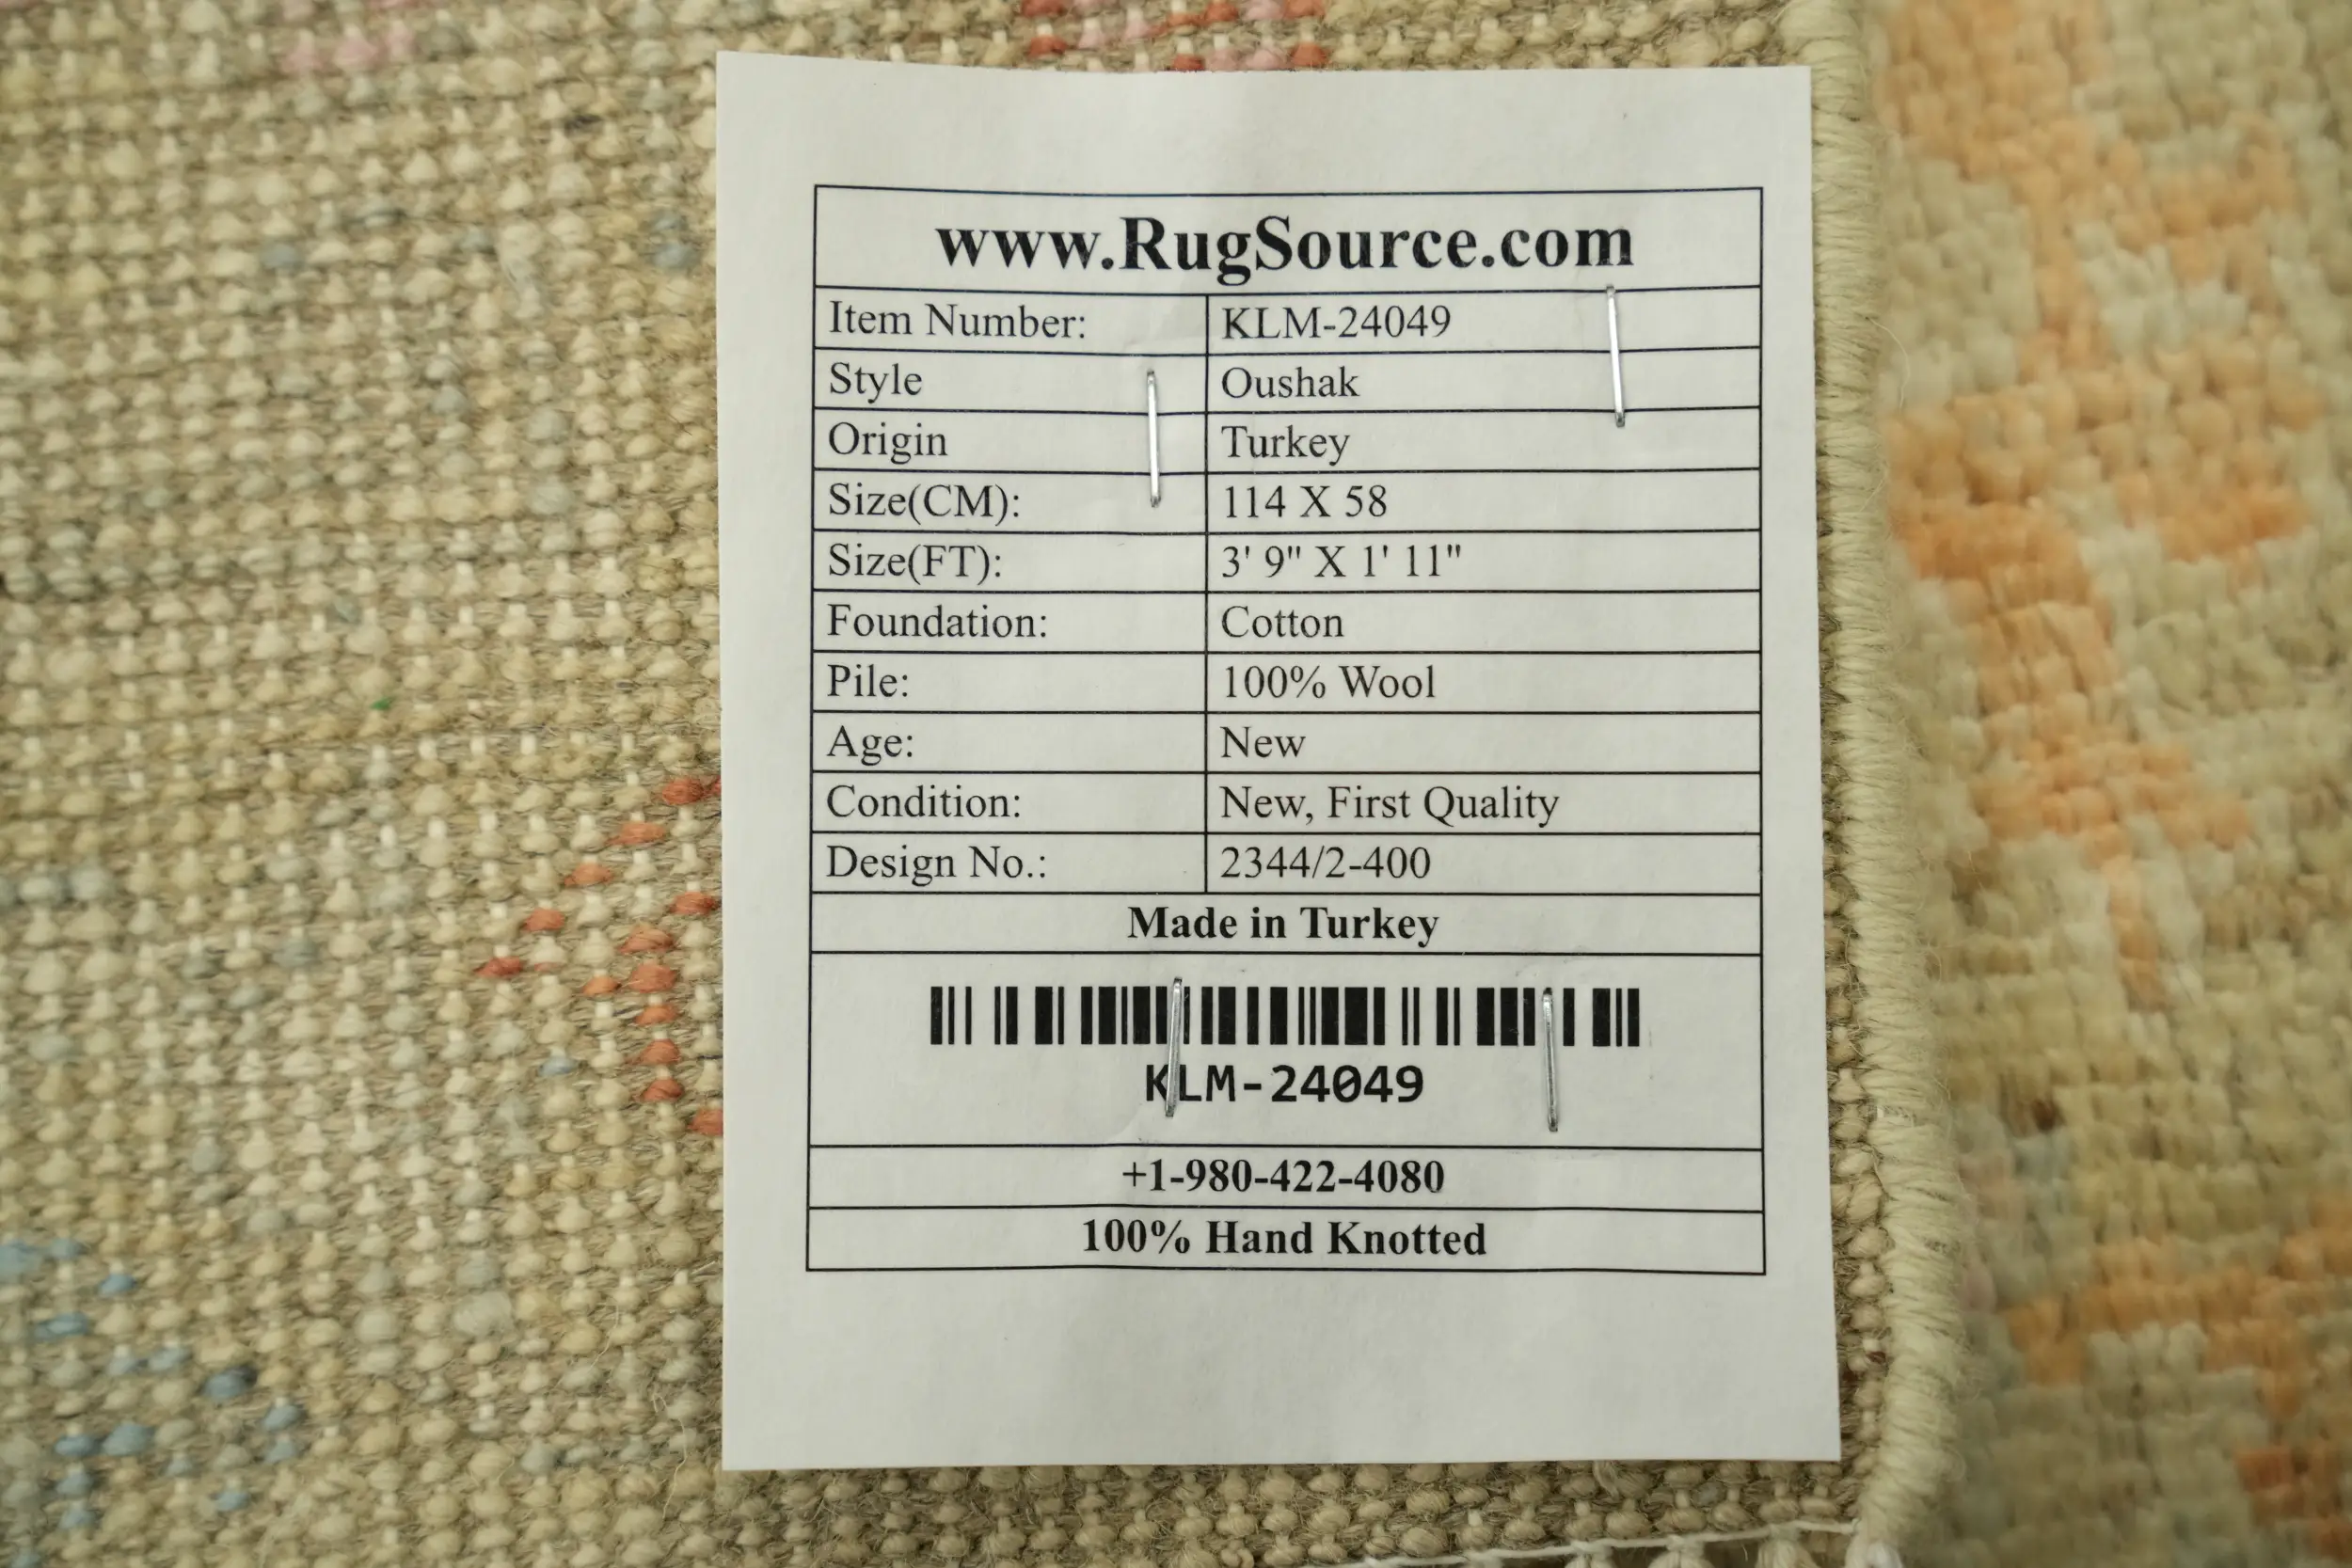 www.RugSource.com
Item Number: KLM-24049
Style Oushak
Origin Turkey
Size(CM): 114 X 58
Size(FT): 3' 9" X 1' 11"
Foundation: Cotton
Pile: 100% Wool
Age: New
Condition: New, First Quality
Design No.: 2344/2-400
Made in Turkey
KLM-24049
+1-980-422-4080
100% Hand Knotted